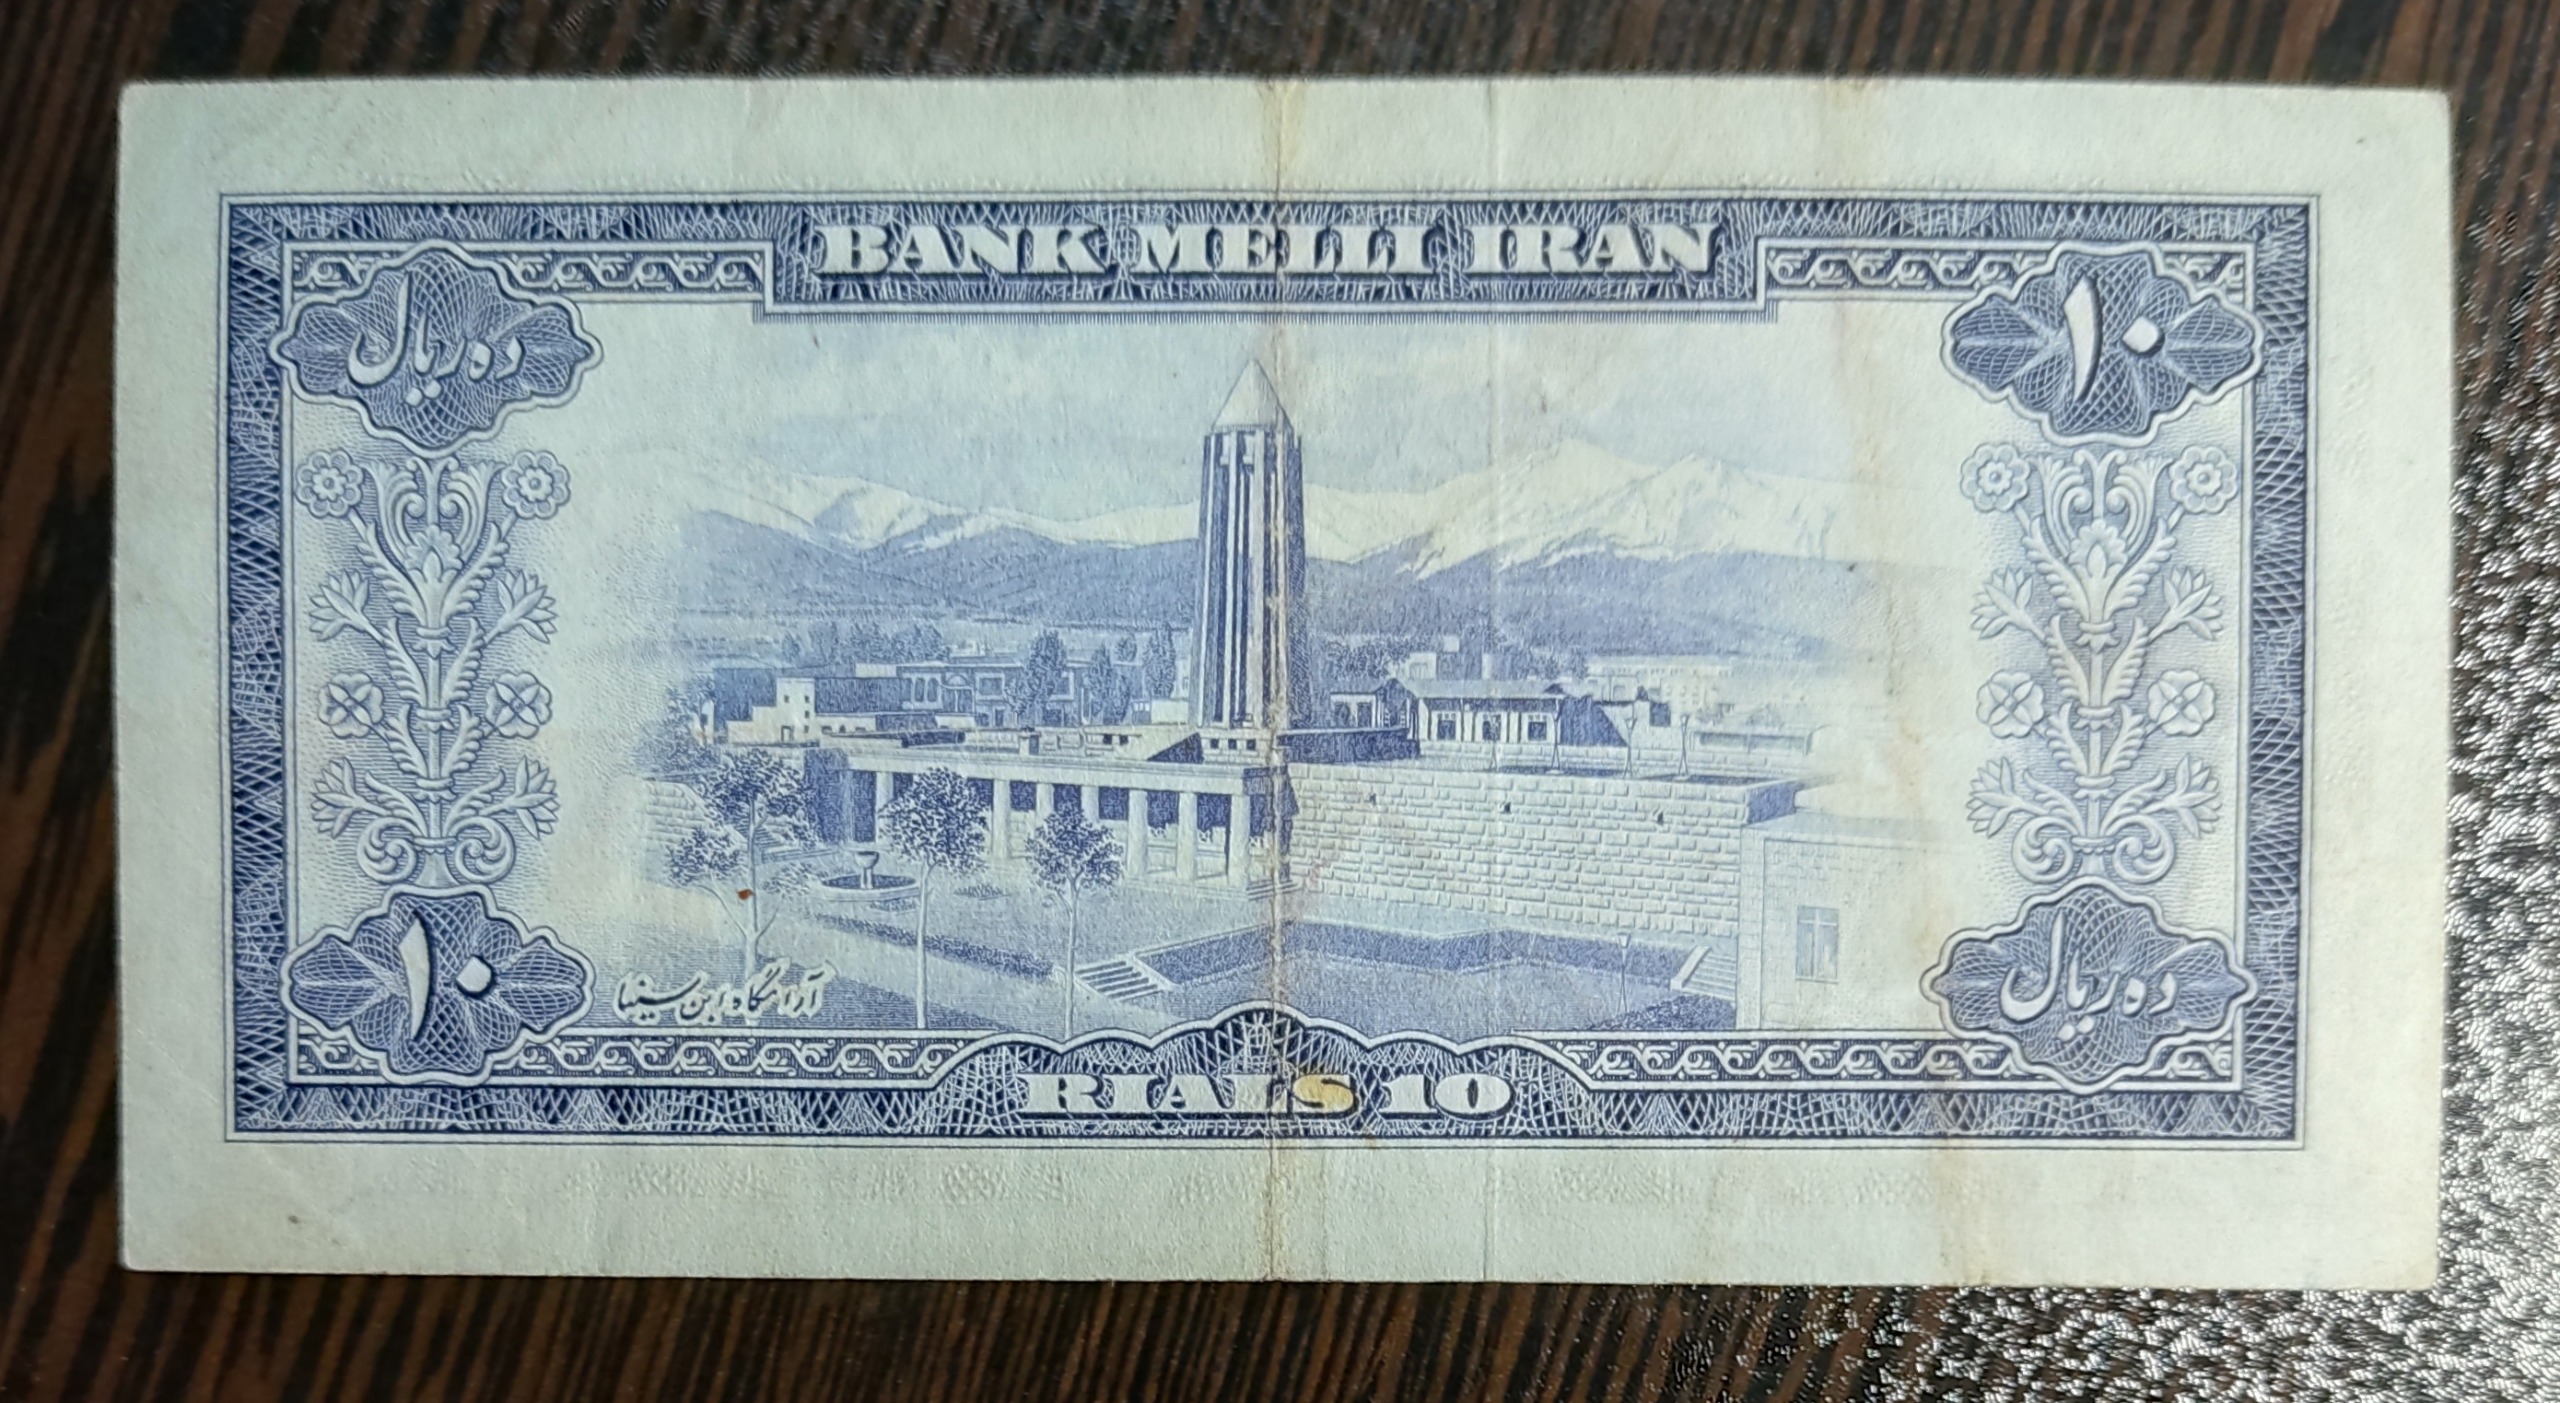 BANK MELLI IRAN
ده ریال
۱۰
۱۰
آرامگاه ابن سینا
ده ریال
RIALS 10